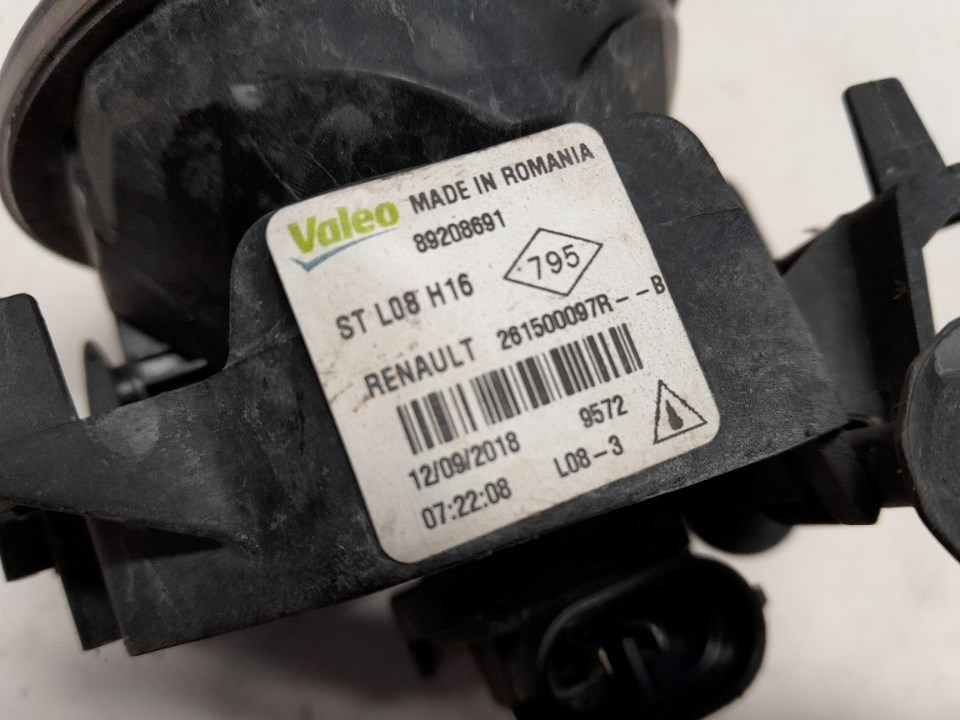 Valeo MADE IN ROMANIA
89208691
ST L08 H16 795
RENAULT 261500097R--B
12/09/2018 9572
07:22:08 L08-3